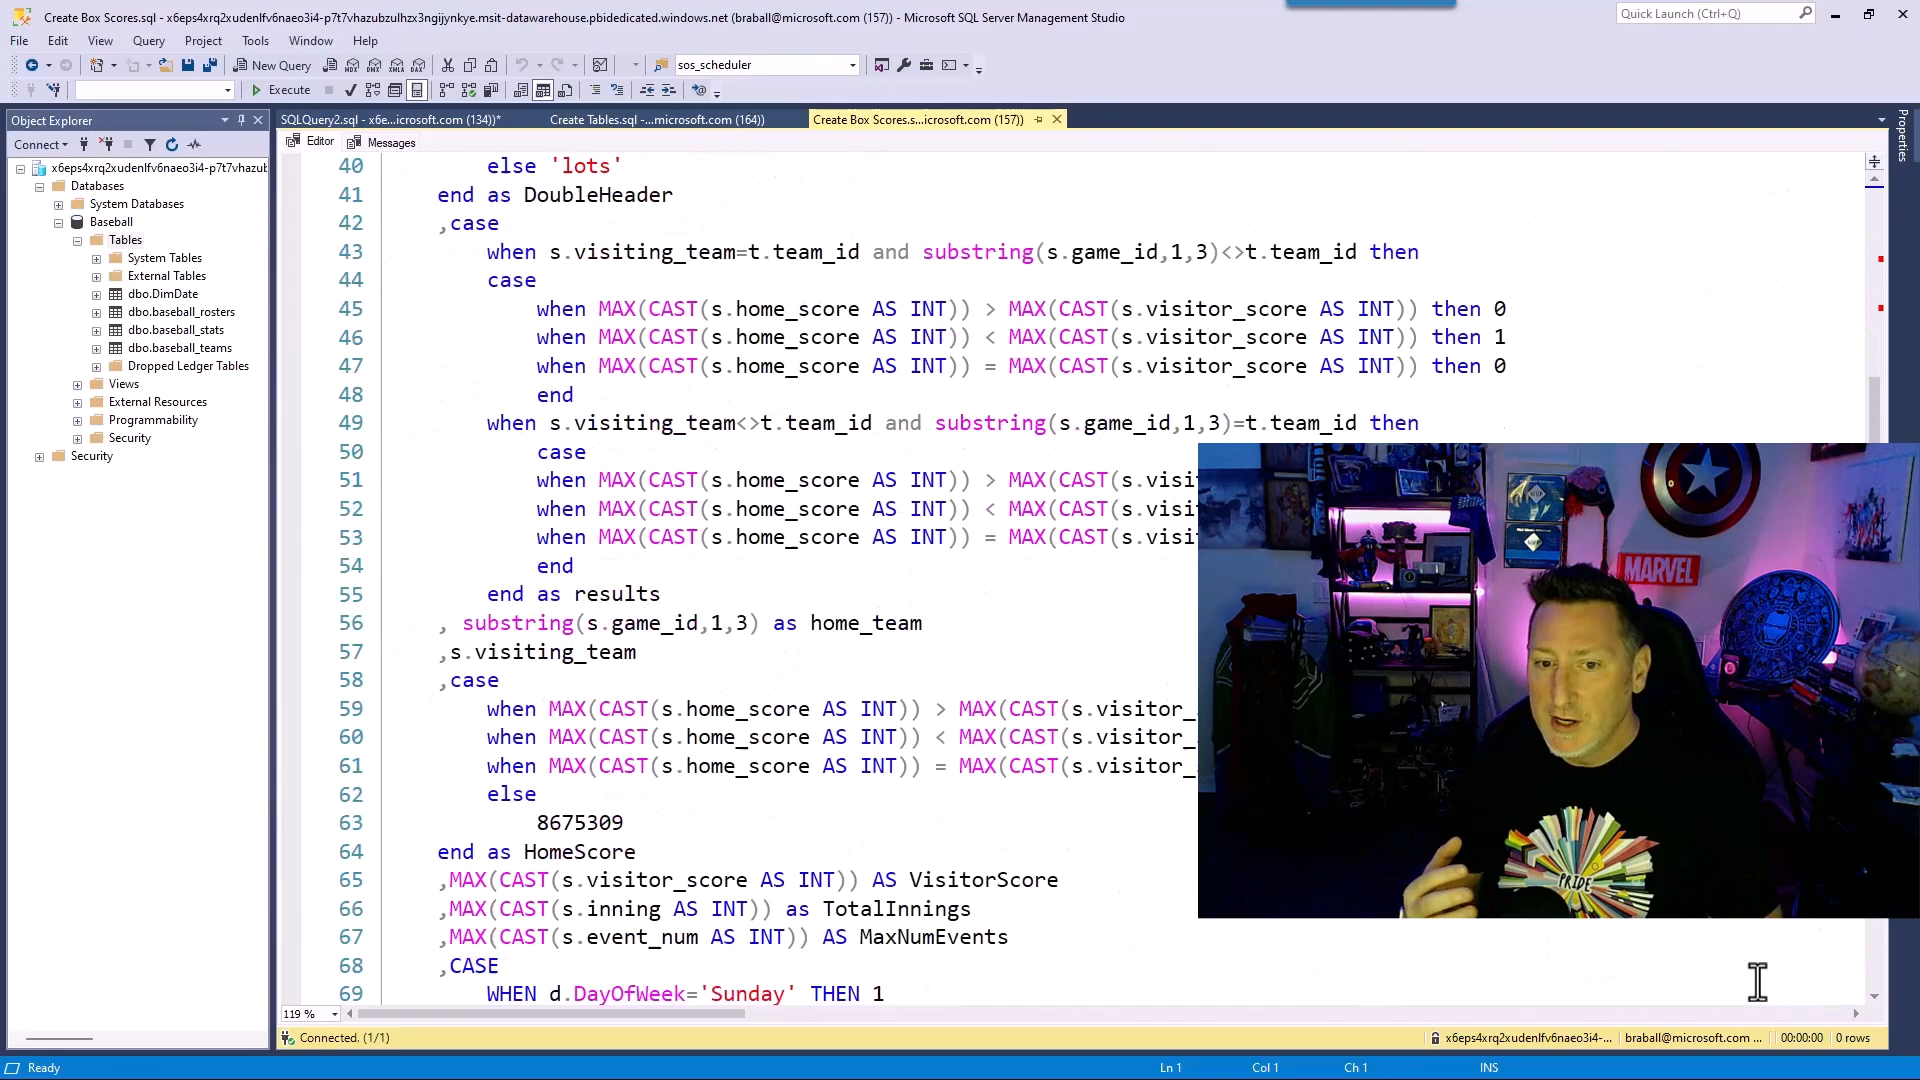 Create Box Scores.sql - x6eps4xrq2xudenlfv6naeo3i4-p7t7vhazubzulhzx3ngijynkye.msit-datawarehouse.pbidedicated.windows.net (braball@microsoft.com (157)) - Microsoft SQL Server Management Studio
Quick Launch (Ctrl+Q)
File Edit View Query Project Tools Window Help
New Query MDX DMX XMLA DAX sos_scheduler
Execute
Object Explorer
SQLQuery2.sql - x6e...icrosoft.com (134))*
Create Tables.sql -...microsoft.com (164))
Create Box Scores.s...icrosoft.com (157))
Properties
Connect
Editor Messages
x6eps4xrq2xudenlfv6naeo3i4-p7t7vhazub
Databases
System Databases
Baseball
Tables
System Tables
External Tables
dbo.DimDate
dbo.baseball_rosters
dbo.baseball_stats
dbo.baseball_teams
Dropped Ledger Tables
Views
External Resources
Programmability
Security
Security
40 else 'lots'
41 end as DoubleHeader
42 ,case
43 when s.visiting_team=t.team_id and substring(s.game_id,1,3)<>t.team_id then
44 case
45 when MAX(CAST(s.home_score AS INT)) > MAX(CAST(s.visitor_score AS INT)) then 0
46 when MAX(CAST(s.home_score AS INT)) < MAX(CAST(s.visitor_score AS INT)) then 1
47 when MAX(CAST(s.home_score AS INT)) = MAX(CAST(s.visitor_score AS INT)) then 0
48 end
49 when s.visiting_team<>t.team_id and substring(s.game_id,1,3)=t.team_id then
50 case
51 when MAX(CAST(s.home_score AS INT)) > MAX(CAST(s.visi
52 when MAX(CAST(s.home_score AS INT)) < MAX(CAST(s.visi
53 when MAX(CAST(s.home_score AS INT)) = MAX(CAST(s.visi
54 end
55 end as results
56 , substring(s.game_id,1,3) as home_team
57 ,s.visiting_team
58 ,case
59 when MAX(CAST(s.home_score AS INT)) > MAX(CAST(s.visitor_
60 when MAX(CAST(s.home_score AS INT)) < MAX(CAST(s.visitor_
61 when MAX(CAST(s.home_score AS INT)) = MAX(CAST(s.visitor_
62 else
63 8675309
64 end as HomeScore
65 ,MAX(CAST(s.visitor_score AS INT)) AS VisitorScore
66 ,MAX(CAST(s.inning AS INT)) as TotalInnings
67 ,MAX(CAST(s.event_num AS INT)) AS MaxNumEvents
68 ,CASE
69 WHEN d.DayOfWeek='Sunday' THEN 1
MARVEL
PRIDE
119 %
Connected. (1/1)
x6eps4xrq2xudenlfv6naeo3i4-... braball@microsoft.com ... 00:00:00 0 rows
Ready Ln 1 Col 1 Ch 1 INS